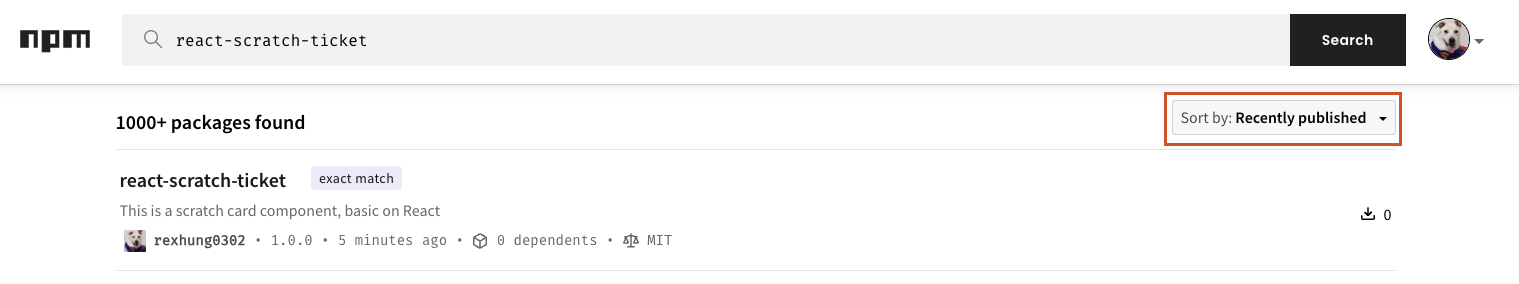 npm
react-scratch-ticket
Search
1000+ packages found
Sort by: Recently published
react-scratch-ticket exact match
This is a scratch card component, basic on React
0
rexhung0302 • 1.0.0 • 5 minutes ago • 0 dependents • MIT